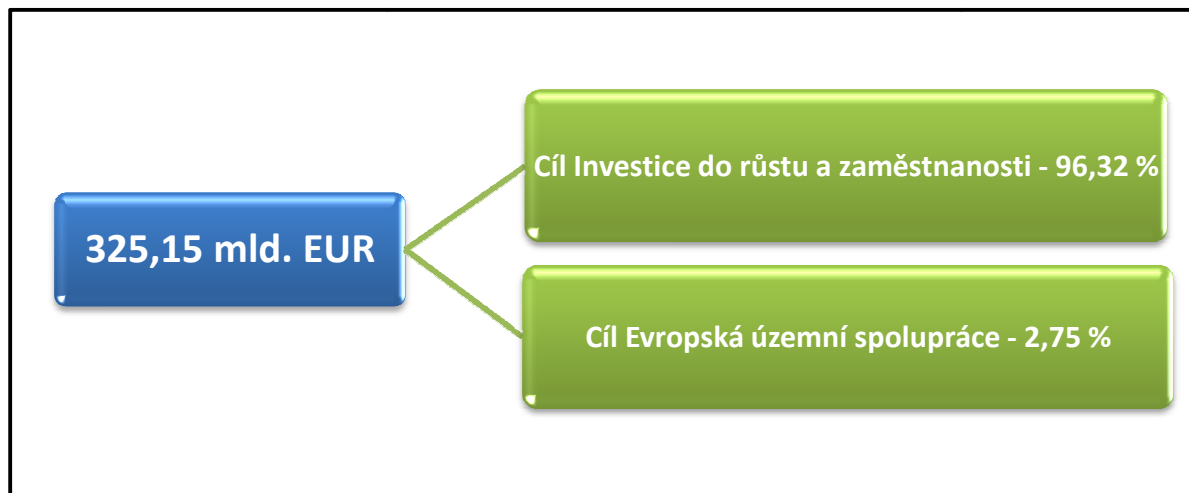 325,15 mld. EUR
Cíl Investice do růstu a zaměstnanosti - 96,32 %
Cíl Evropská územní spolupráce - 2,75 %